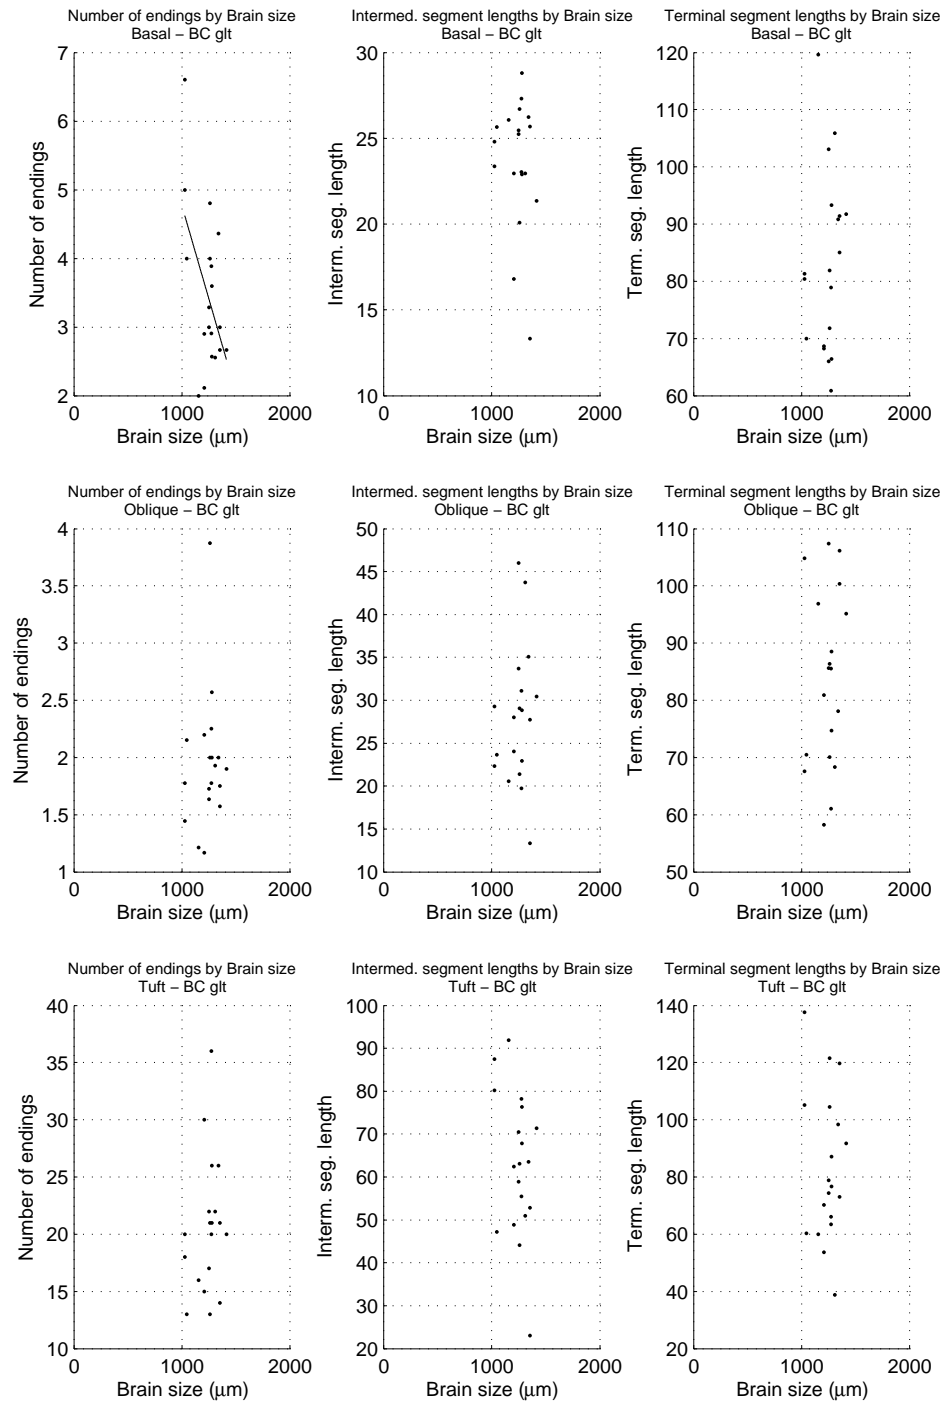 Number of endings by Brain size
Basal − BC glt
7
6
5
4
3
2
Number of endings
0
1000
2000
Brain size (μm)
Intermed. segment lengths by Brain size
Basal − BC glt
30
25
20
15
10
Interm. seg. length
0
1000
2000
Brain size (μm)
Terminal segment lengths by Brain size
Basal − BC glt
120
110
100
90
80
70
60
Term. seg. length
0
1000
2000
Brain size (μm)
Number of endings by Brain size
Oblique − BC glt
4
3.5
3
2.5
2
1.5
1
Number of endings
0
1000
2000
Brain size (μm)
Intermed. segment lengths by Brain size
Oblique − BC glt
50
45
40
35
30
25
20
15
10
Interm. seg. length
0
1000
2000
Brain size (μm)
Terminal segment lengths by Brain size
Oblique − BC glt
110
100
90
80
70
60
50
Term. seg. length
0
1000
2000
Brain size (μm)
Number of endings by Brain size
Tuft − BC glt
40
35
30
25
20
15
10
Number of endings
0
1000
2000
Brain size (μm)
Intermed. segment lengths by Brain size
Tuft − BC glt
100
90
80
70
60
50
40
30
20
Interm. seg. length
0
1000
2000
Brain size (μm)
Terminal segment lengths by Brain size
Tuft − BC glt
140
120
100
80
60
40
20
Term. seg. length
0
1000
2000
Brain size (μm)